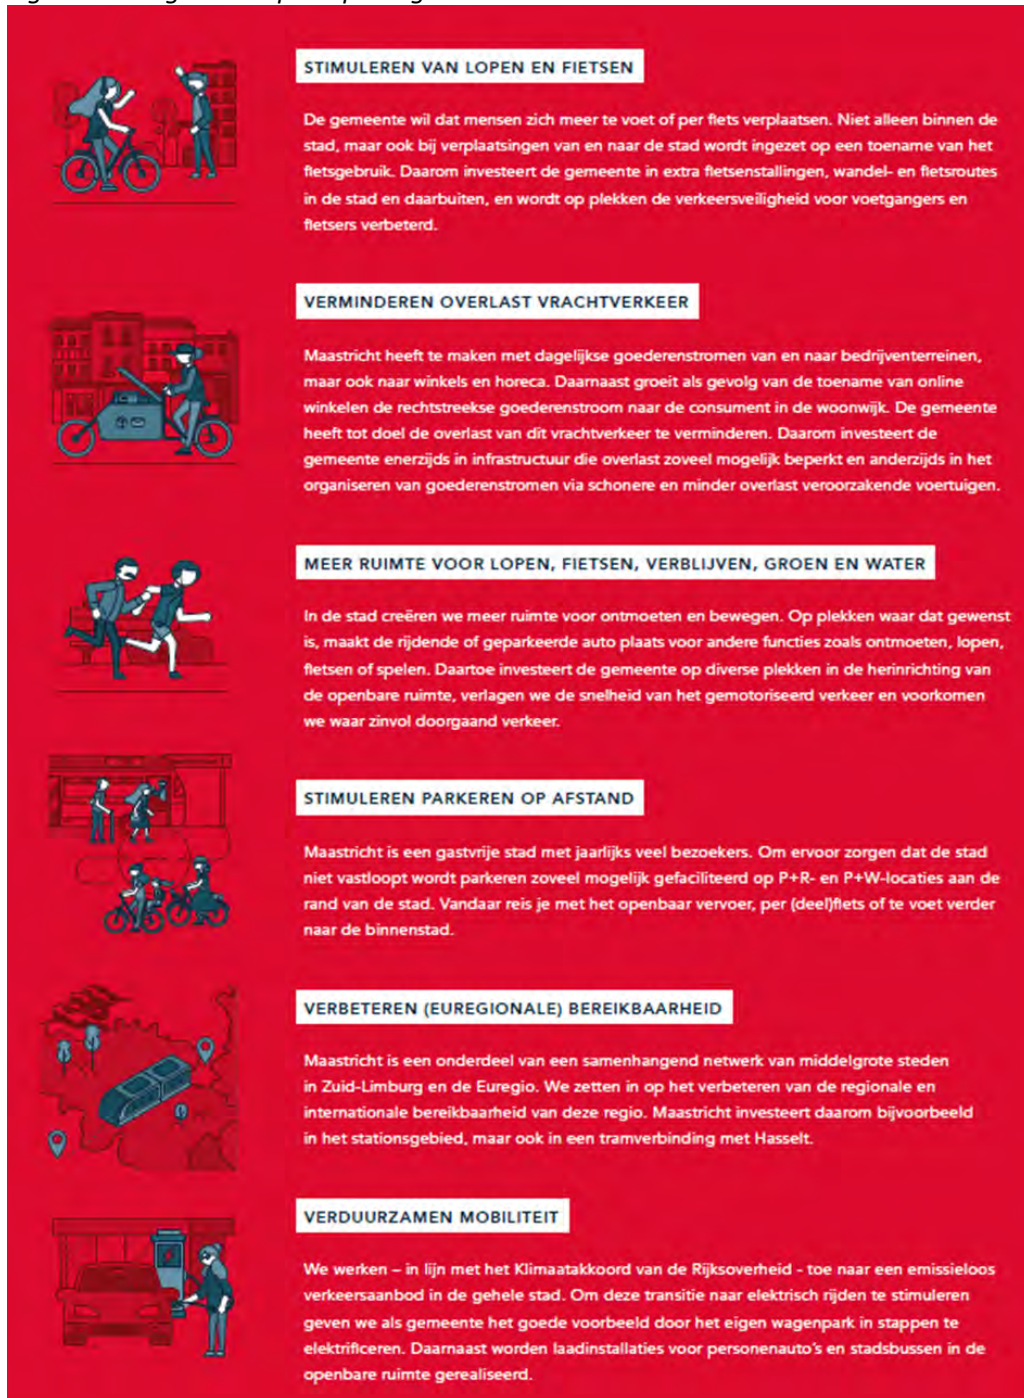 STIMULEREN VAN LOPEN EN FIETSEN
De gemeente wil dat mensen zich meer te voet of per fiets verplaatsen. Niet alleen binnen de
stad, maar ook bij verplaatsingen van en naar de stad wordt ingezet op een toename van het
fietsgebruik. Daarom investeert de gemeente in extra fietsenstallingen, wandel- en fietsroutes
in de stad en daarbuiten, en wordt op plekken de verkeersveiligheid voor voetgangers en
fietsers verbeterd.
VERMINDEREN OVERLAST VRACHTVERKEER
Maastricht heeft te maken met dagelijkse goederenstromen van en naar bedrijventerreinen,
maar ook naar winkels en horeca. Daarnaast groeit als gevolg van de toename van online
winkelen de rechtstreekse goederenstroom naar de consument in de woonwijk. De gemeente
heeft tot doel de overlast van dit vrachtverkeer te verminderen. Daarom investeert de
gemeente enerzijds in infrastructuur die overlast zoveel mogelijk beperkt en anderzijds in het
organiseren van goederenstromen via schonere en minder overlast veroorzakende voertuigen.
MEER RUIMTE VOOR LOPEN, FIETSEN, VERBLIJVEN, GROEN EN WATER
In de stad creëren we meer ruimte voor ontmoeten en bewegen. Op plekken waar dat gewenst
is, maakt de rijdende of geparkeerde auto plaats voor andere functies zoals ontmoeten, lopen,
fietsen of spelen. Daartoe investeert de gemeente op diverse plekken in de herinrichting van
de openbare ruimte, verlagen we de snelheid van het gemotoriseerd verkeer en voorkomen
we waar zinvol doorgaand verkeer.
STIMULEREN PARKEREN OP AFSTAND
Maastricht is een gastvrije stad met jaarlijks veel bezoekers. Om ervoor zorgen dat de stad
niet vastloopt wordt parkeren zoveel mogelijk gefaciliteerd op P+R- en P+W-locaties aan de
rand van de stad. Vandaar reis je met het openbaar vervoer, per (deel)fiets of te voet verder
naar de binnenstad.
VERBETEREN (EUREGIONALE) BEREIKBAARHEID
Maastricht is een onderdeel van een samenhangend netwerk van middelgrote steden
in Zuid-Limburg en de Euregio. We zetten in op het verbeteren van de regionale en
internationale bereikbaarheid van deze regio. Maastricht investeert daarom bijvoorbeeld
in het stationsgebied, maar ook in een tramverbinding met Hasselt.
VERDUURZAMEN MOBILITEIT
We werken – in lijn met het Klimaatakkoord van de Rijksoverheid - toe naar een emissieloos
verkeersaanbod in de gehele stad. Om deze transitie naar elektrisch rijden te stimuleren
geven we als gemeente het goede voorbeeld door het eigen wagenpark in stappen te
elektrificeren. Daarnaast worden laadinstallaties voor personenauto's en stadsbussen in de
openbare ruimte gerealiseerd.